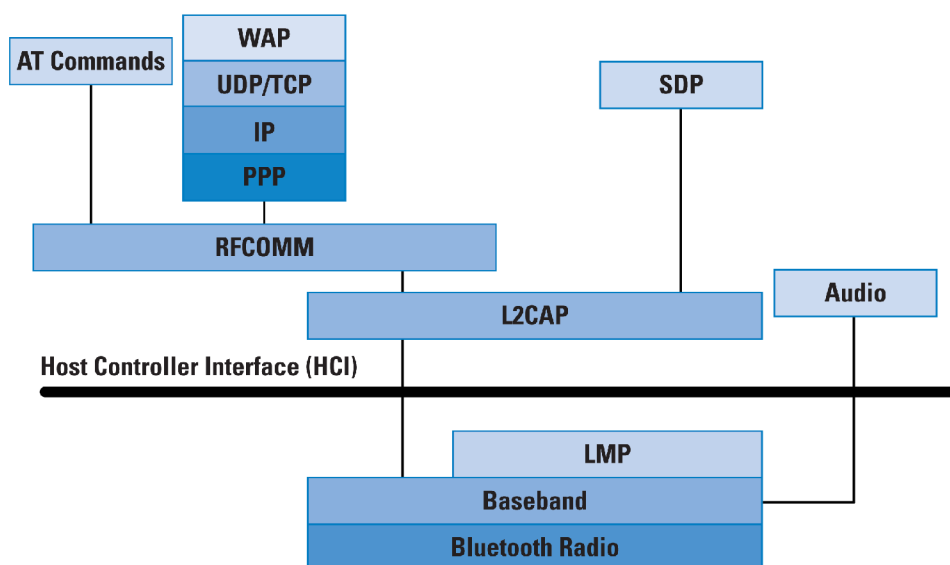 WAP
AT Commands
UDP/TCP
SDP
IP
PPP
RFCOMM
Audio
L2CAP
Host Controller Interface (HCI)
LMP
Baseband
Bluetooth Radio